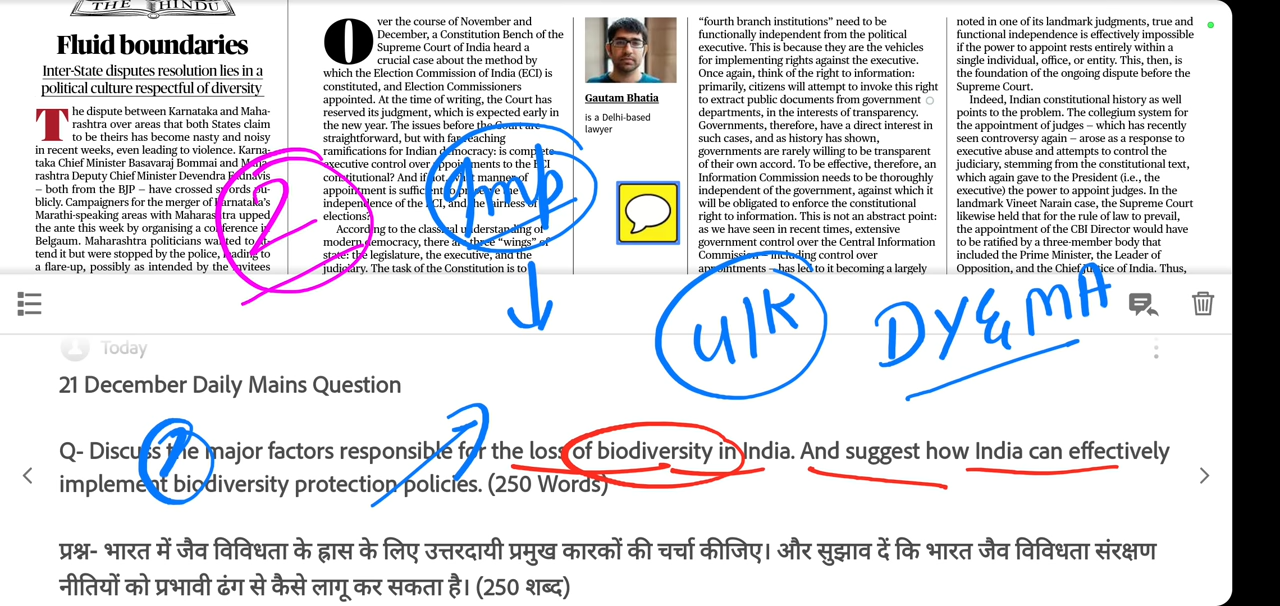 THE HINDU
Fluid boundaries
Inter-State disputes resolution lies in a
political culture respectful of diversity
The dispute between Karnataka and Maha-
rashtra over areas that both States claim
to be theirs has become nasty and noisy
in recent weeks, even leading to violence. Karna-
taka Chief Minister Basavaraj Bommai and Maha-
rashtra Deputy Chief Minister Devendra Fadnavis
– both from the BJP – have crossed swords pu-
blicly. Campaigners for the merger of Karnataka's
Marathi-speaking areas with Maharashtra upped
the ante this week by organising a conference in
Belgaum. Maharashtra politicians wanted to at-
tend it but were stopped by the police, leading to
a flare-up, possibly as intended by the invitees
Over the course of November and
December, a Constitution Bench of the
Supreme Court of India heard a
crucial case about the method by
which the Election Commission of India (ECI) is
constituted, and Election Commissioners
appointed. At the time of writing, the Court has
reserved its judgment, which is expected early in
the new year. The issues before the Court are
straightforward, but with far-reaching
ramifications for Indian democracy: is complete
executive control over appointments to the ECI
constitutional? And if not, what manner of
appointment is sufficient to
independence of the ECI, and the fairness of
elections?
According to the classical understanding of
modern democracy, there are three “wings” of
state: the legislature, the executive, and the
judiciary. The task of the Constitution is to
Gautam Bhatia
is a Delhi-based
lawyer
“fourth branch institutions” need to be
functionally independent from the political
executive. This is because they are the vehicles
for implementing rights against the executive.
Once again, think of the right to information:
primarily, citizens will attempt to invoke this right
to extract public documents from government
departments, in the interests of transparency.
Governments, therefore, have a direct interest in
such cases, and as history has shown,
governments are rarely willing to be transparent
of their own accord. To be effective, therefore, an
Information Commission needs to be thoroughly
independent of the government, against which it
will be obligated to enforce the constitutional
right to information. This is not an abstract point:
as we have seen in recent times, extensive
government control over the Central Information
Commission – including control over
appointments – has led to it becoming a largely
noted in one of its landmark judgments, true and
functional independence is effectively impossible
if the power to appoint rests entirely within a
single individual, office, or entity. This, then, is
the foundation of the ongoing dispute before the
Supreme Court.
Indeed, Indian constitutional history as well
points to the problem. The collegium system for
the appointment of judges – which has recently
seen controversy again – arose as a response to
executive abuse and attempts to control the
judiciary, stemming from the constitutional text,
which again gave to the President (i.e., the
executive) the power to appoint judges. In the
landmark Vineet Narain case, the Supreme Court
likewise held that for the rule of law to prevail,
the appointment of the CBI Director would have
to be ratified by a three-member body that
included the Prime Minister, the Leader of
Opposition, and the Chief Justice of India. Thus,
2
Imp
U/K
DY & MA
Today
21 December Daily Mains Question
1
Q- Discuss the major factors responsible for the loss of biodiversity in India. And suggest how India can effectively
implement biodiversity protection policies. (250 Words)
प्रश्न- भारत में जैव विविधता के ह्रास के लिए उत्तरदायी प्रमुख कारकों की चर्चा कीजिए। और सुझाव दें कि भारत जैव विविधता संरक्षण
नीतियों को प्रभावी ढंग से कैसे लागू कर सकता है। (250 शब्द)